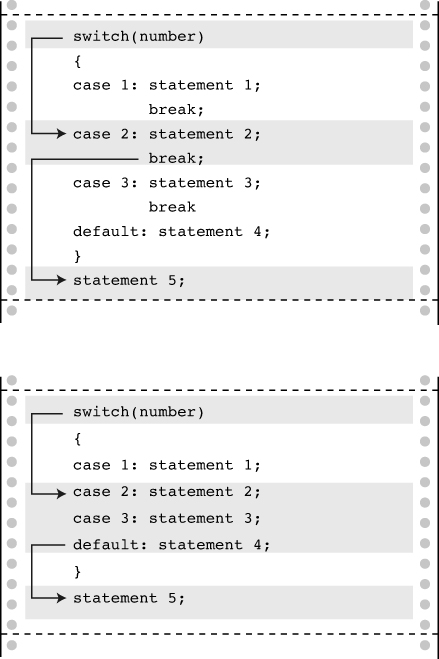 switch(number)
{
case 1: statement 1;
break;
case 2: statement 2;
break;
case 3: statement 3;
break
default: statement 4;
}
statement 5;
switch(number)
{
case 1: statement 1;
case 2: statement 2;
case 3: statement 3;
default: statement 4;
}
statement 5;